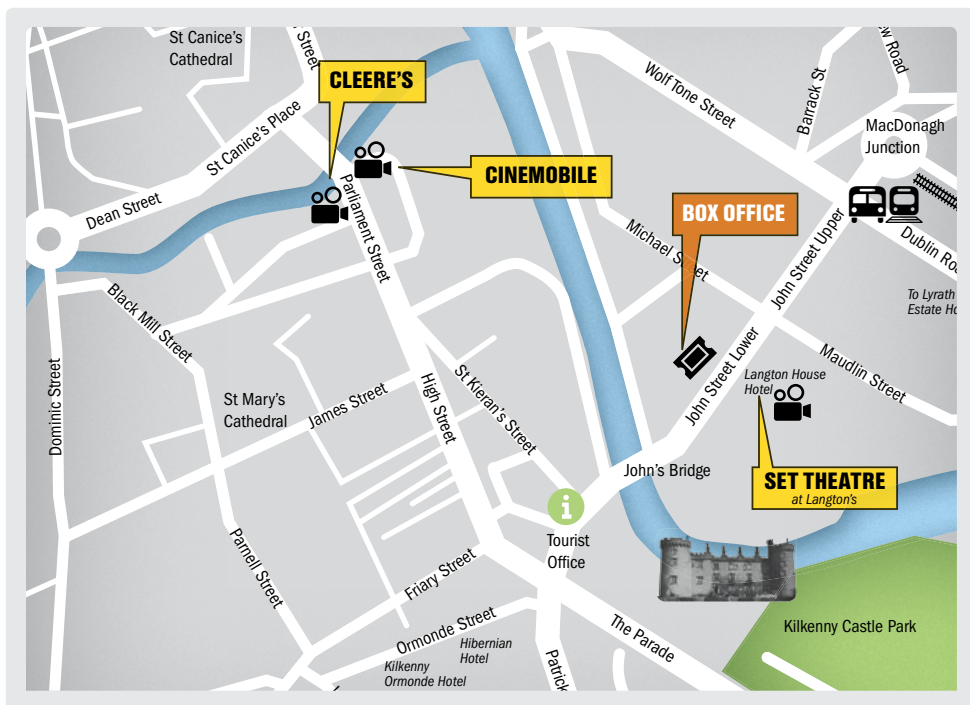 St Canice's
Cathedral
y Street
CLEERE'S
St Canice's Place
Dean Street
CINEMOBILE
Parliament Street
Wolf Tone Street
Barrack St
ew Road
MacDonagh
Junction
BOX OFFICE
Michael Street
John Street Upper
Dublin Roa
To Lyrath
Estate Ho
Black Mill Street
Dominic Street
St Mary's
Cathedral
James Street
High Street
St Kieran's Street
John Street Lower
Langton House
Hotel
Maudlin Street
SET THEATRE
at Langton's
John's Bridge
i
Tourist
Office
Parnell Street
Friary Street
Ormonde Street
Hibernian
Hotel
Kilkenny
Ormonde Hotel
Patrick
The Parade
Kilkenny Castle Park